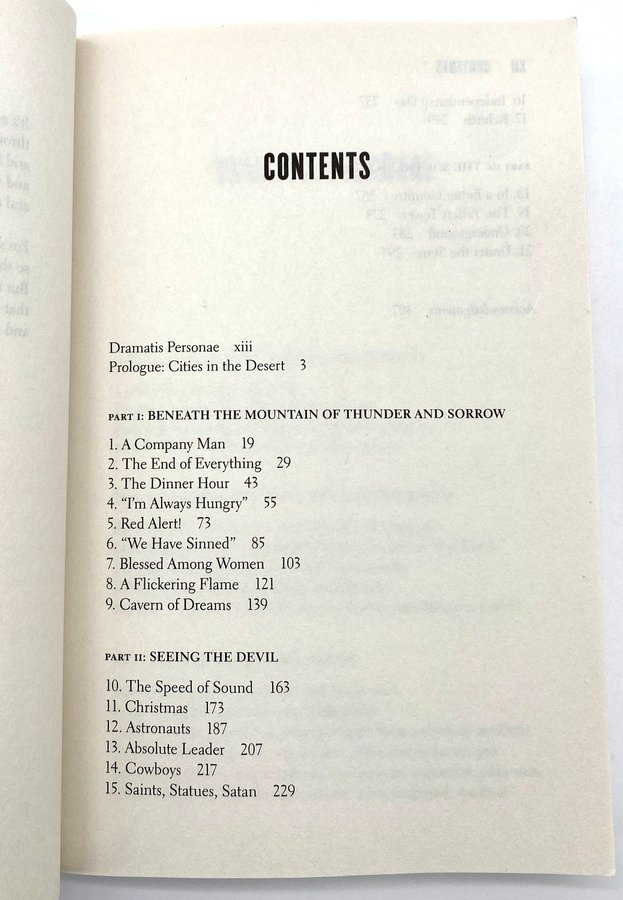 CONTENTS
Dramatis Personae xiii
Prologue: Cities in the Desert 3
PART I: BENEATH THE MOUNTAIN OF THUNDER AND SORROW
1. A Company Man 19
2. The End of Everything 29
3. The Dinner Hour 43
4. “I’m Always Hungry” 55
5. Red Alert! 73
6. “We Have Sinned” 85
7. Blessed Among Women 103
8. A Flickering Flame 121
9. Cavern of Dreams 139
PART II: SEEING THE DEVIL
10. The Speed of Sound 163
11. Christmas 173
12. Astronauts 187
13. Absolute Leader 207
14. Cowboys 217
15. Saints, Statues, Satan 229